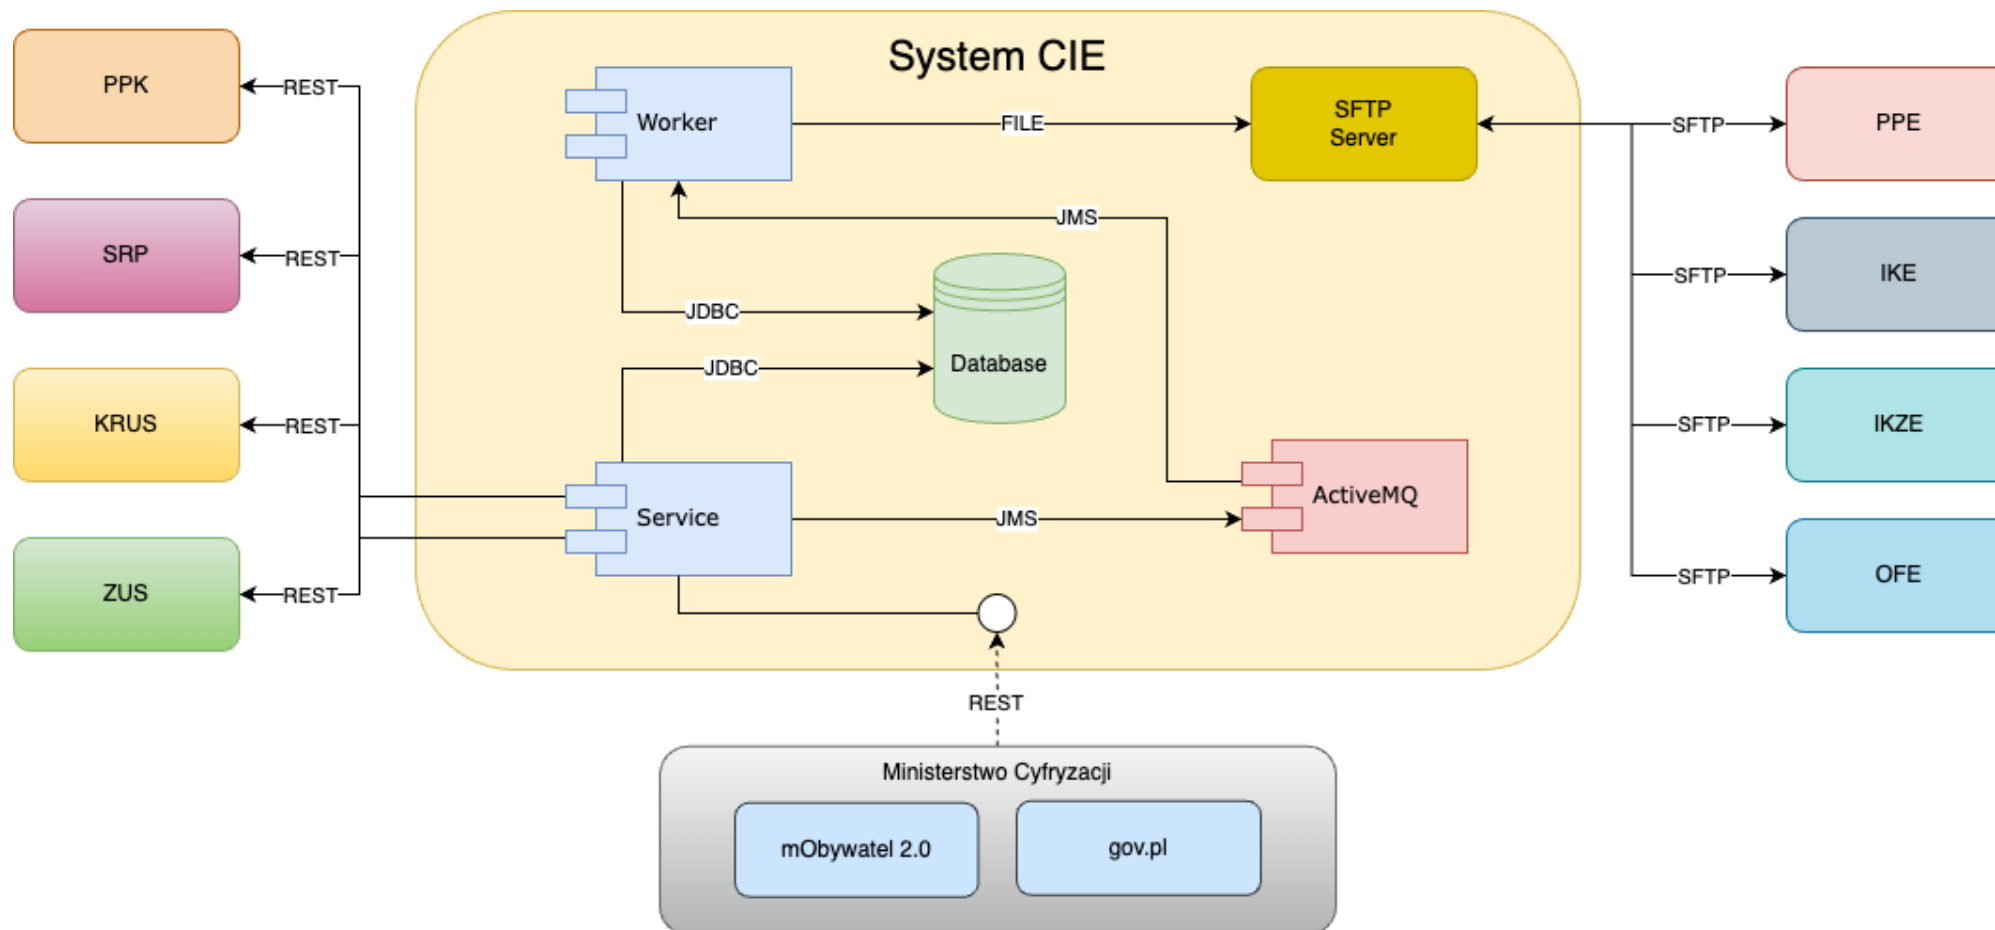 System CIE
PPK
REST
SRP
REST
KRUS
REST
ZUS
REST
Worker
FILE
SFTP
Server
JMS
JDBC
JDBC
Database
Service
JMS
ActiveMQ
SFTP
PPE
SFTP
IKE
SFTP
IKZE
SFTP
OFE
REST
Ministerstwo Cyfryzacji
mObywatel 2.0
gov.pl